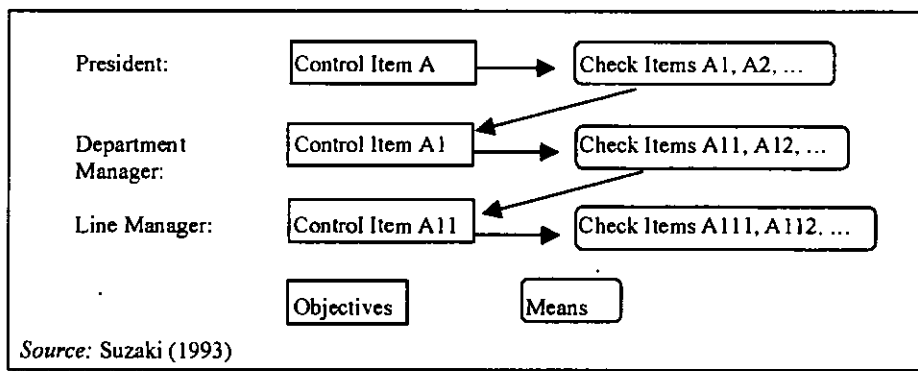 President: Control Item A Check Items A1, A2, ...
Department Manager: Control Item A1 Check Items A11, A12, ...
Line Manager: Control Item A11 Check Items A111, A112, ...
Objectives Means
Source: Suzaki (1993)